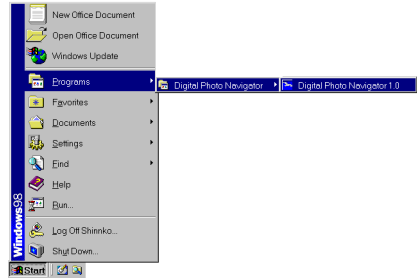 New Office Document
Open Office Document
Windows Update
Programs
Digital Photo Navigator
Digital Photo Navigator 1.0
Favorites
Documents
Settings
Find
Help
Run...
Log Off Shinnko...
Shut Down...
Windows98
Start